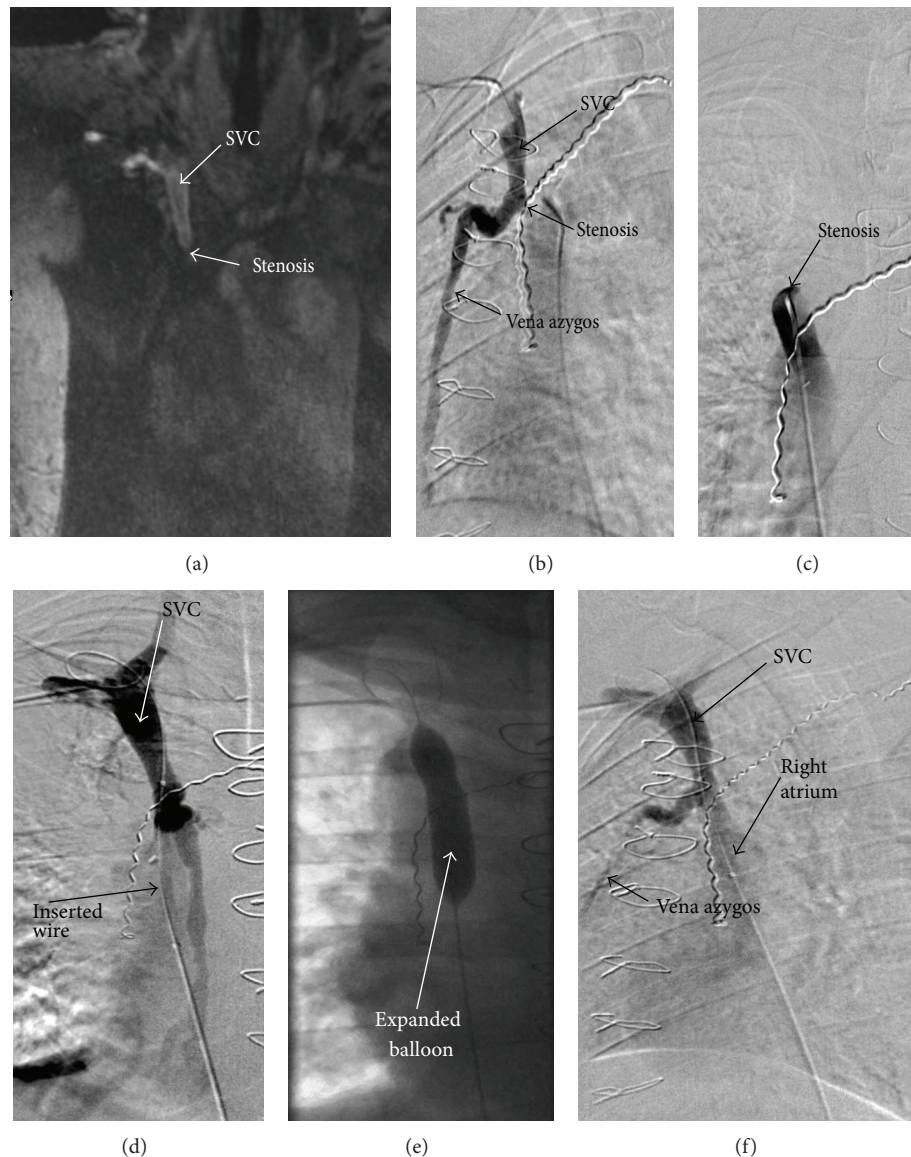 SVC
Stenosis
(a)
SVC
Stenosis
Vena azygos
(b)
Stenosis
(c)
SVC
Inserted
wire
(d)
Expanded
balloon
(e)
SVC
Right
atrium
Vena azygos
(f)